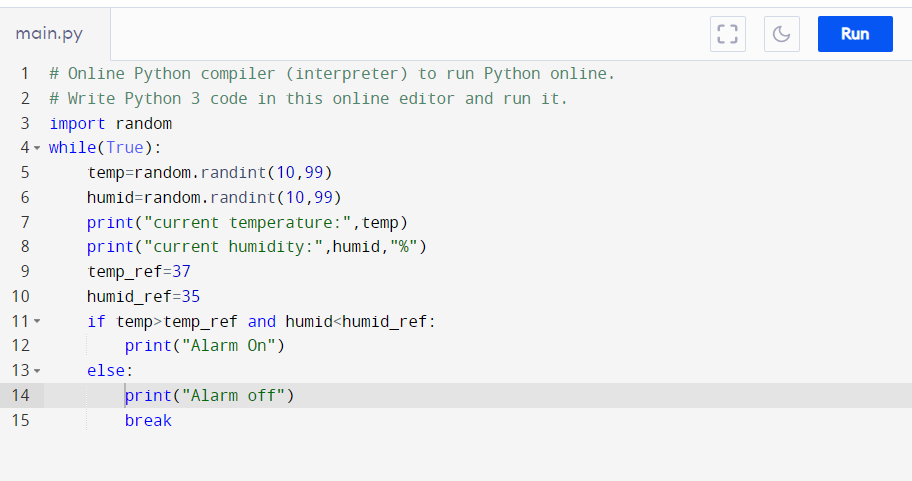 main.py
Run
1 # Online Python compiler (interpreter) to run Python online.
2 # Write Python 3 code in this online editor and run it.
3 import random
4 while(True):
5     temp=random.randint(10,99)
6     humid=random.randint(10,99)
7     print("current temperature:",temp)
8     print("current humidity:",humid,"%")
9     temp_ref=37
10     humid_ref=35
11     if temp>temp_ref and humid<humid_ref:
12         print("Alarm On")
13     else:
14         print("Alarm off")
15         break